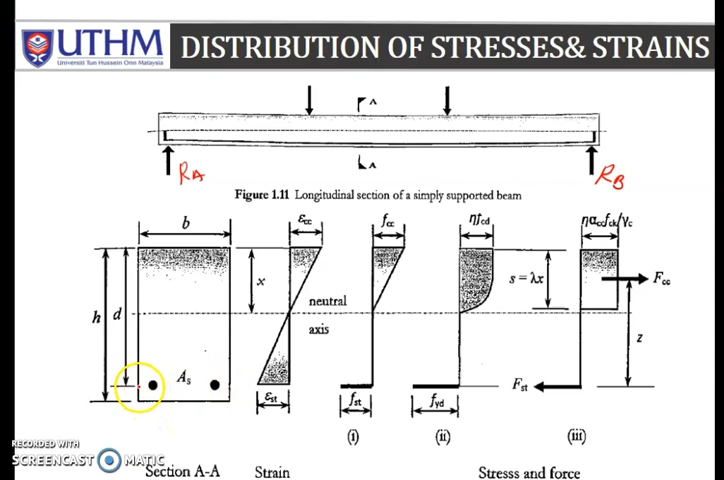 UTHM
Universiti Tun Hussein Onn Malaysia
DISTRIBUTION OF STRESSES& STRAINS
A
A
RA
RB
Figure 1.11 Longitudinal section of a simply supported beam
b
εcc
fcc
ηfcd
ηαccfck/γc
h
d
x
s = λx
Fcc
neutral
axis
z
As
Fst
εst
fst
fyd
(i)
(ii)
(iii)
RECORDED WITH
SCREENCAST MATIC
Section A-A
Strain
Stresss and force